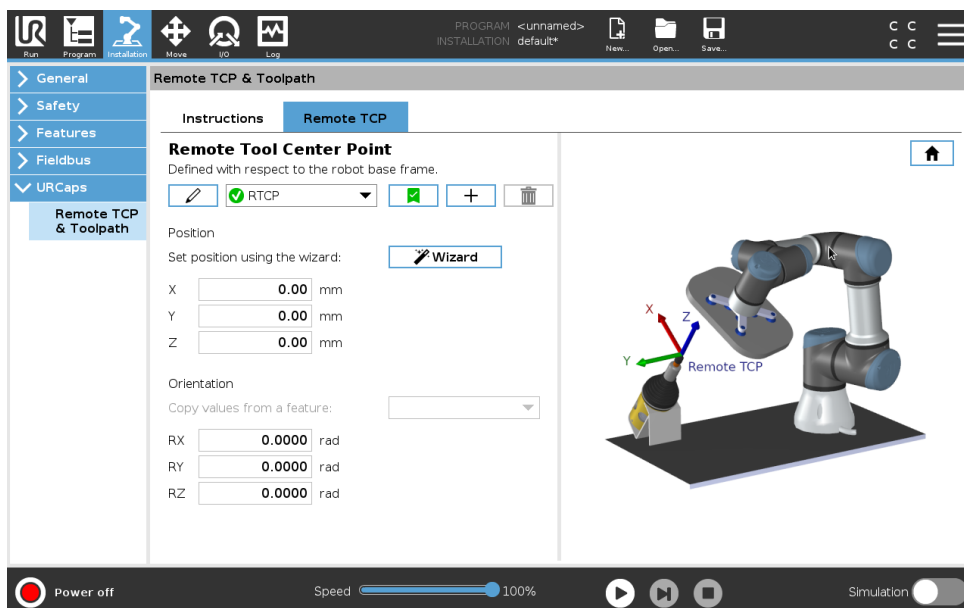 UR
PROGRAM <unnamed>
INSTALLATION default*
C C
C C
Run Program Installation Move I/O Log New... Open... Save...
General
Safety
Features
Fieldbus
URCaps
Remote TCP
& Toolpath
Remote TCP & Toolpath
Instructions Remote TCP
Remote Tool Center Point
Defined with respect to the robot base frame.
RTCP
Position
Set position using the wizard: Wizard
X 0.00 mm
Y 0.00 mm
Z 0.00 mm
Orientation
Copy values from a feature:
RX 0.0000 rad
RY 0.0000 rad
RZ 0.0000 rad
X
Z
Y
Remote TCP
Power off Speed 100% Simulation